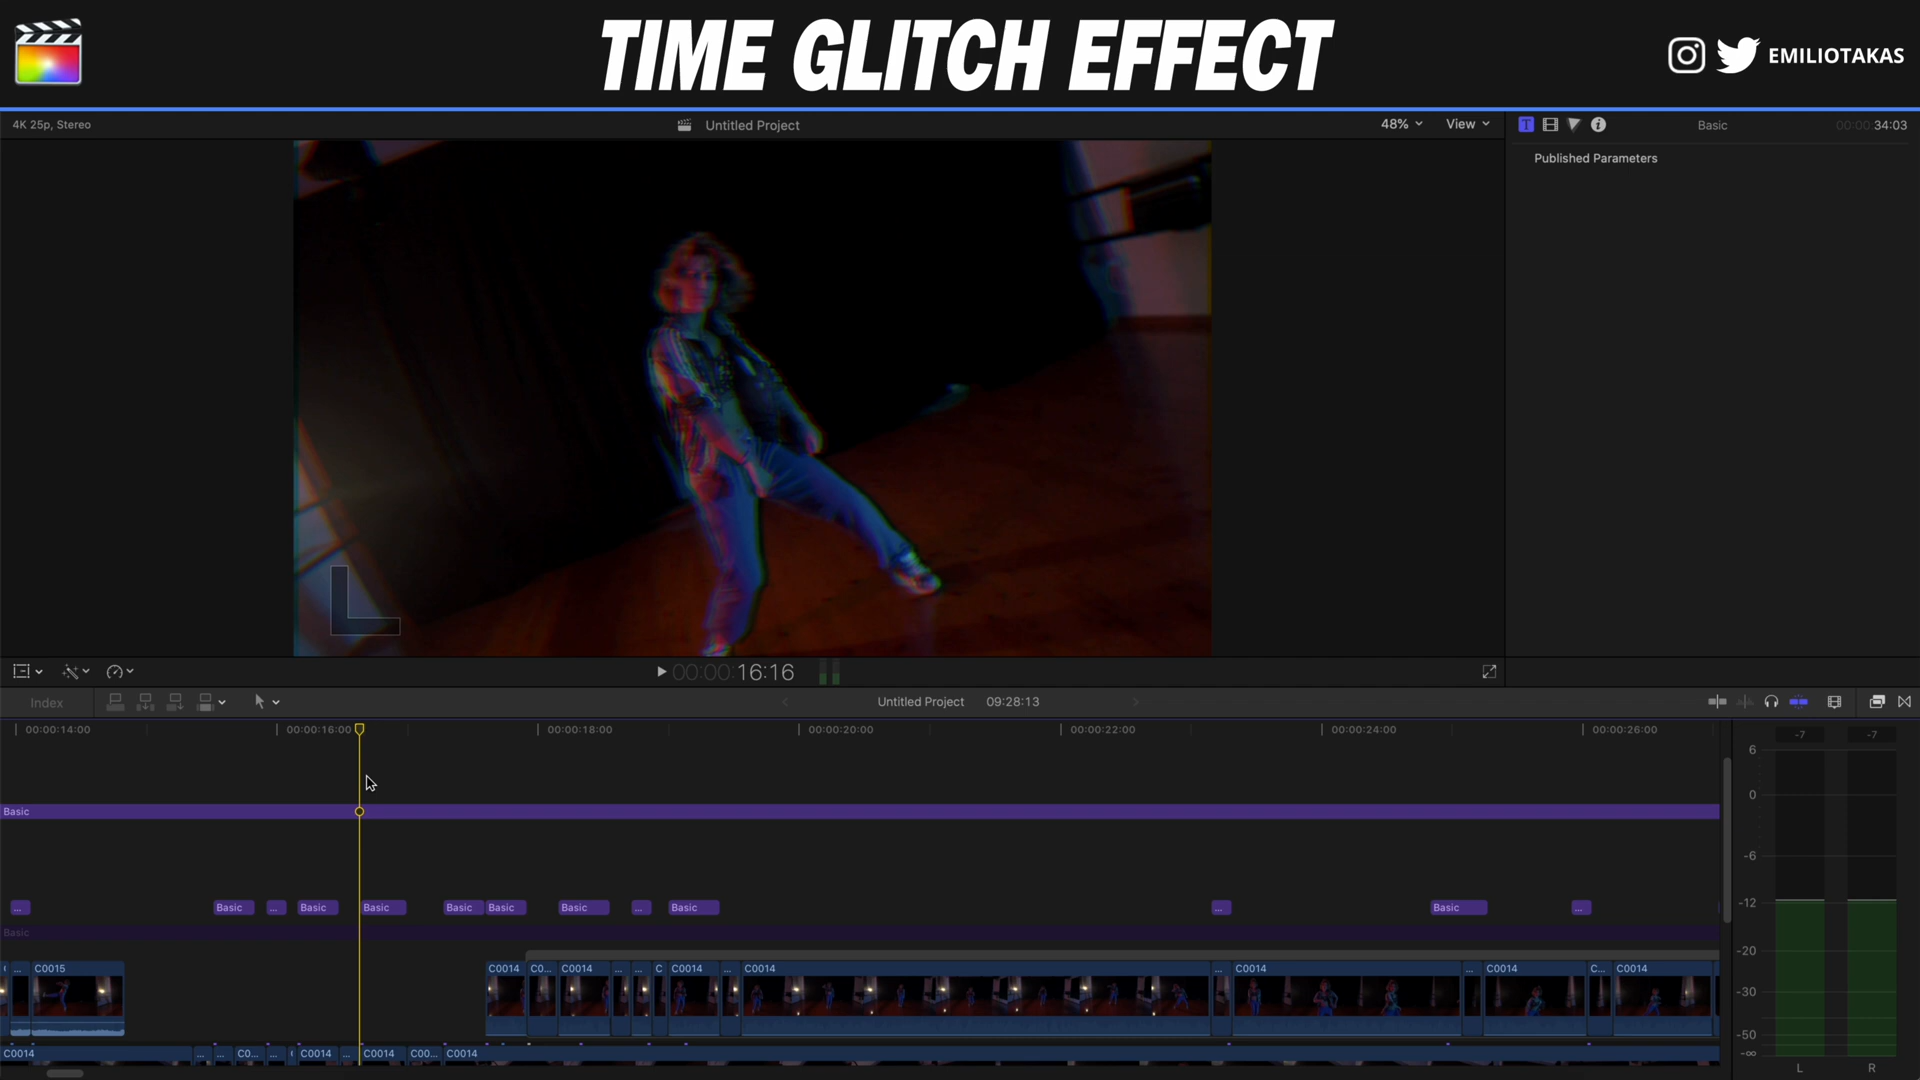 TIME GLITCH EFFECT
EMILIOTAKAS
4K 25p, Stereo
Untitled Project
48%
View
Basic
00:00:34:03
Published Parameters
00:00:16:16
Index
Untitled Project
09:28:13
00:00:14:00
00:00:16:00
00:00:18:00
00:00:20:00
00:00:22:00
00:00:24:00
00:00:26:00
-7
-7
Basic
... Basic ... Basic Basic Basic Basic Basic ... Basic ... Basic ...
Basic
... C0015 C0014 C0... C0014 ... ... C C0014 ... C0014 ... C0014 ... C0014 C... C0014
C0014 ... ... C0... ... C0014 ... C0014 C00... C0014
6
0
-6
-12
-20
-30
-50
-∞
L
R